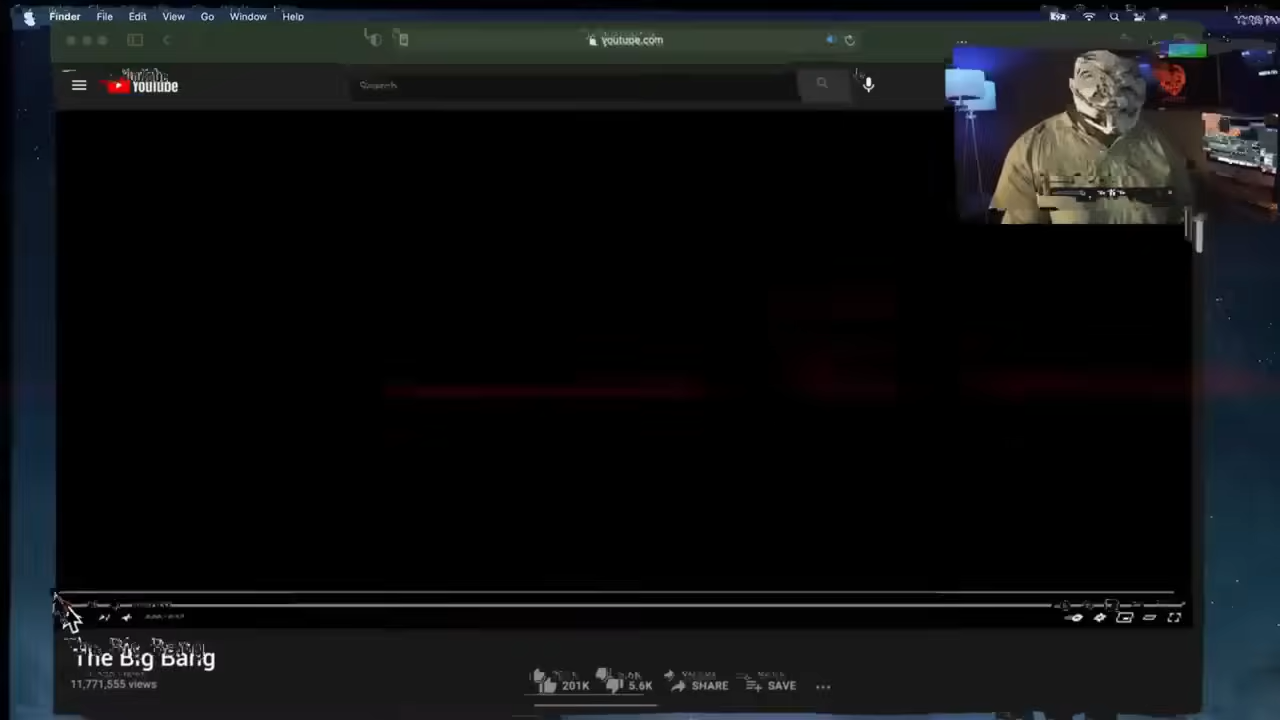 Finder File Edit View Go Window Help
youtube.com
YouTube
Search
The Big Bang
11,771,555 views
201K 5.6K SHARE SAVE